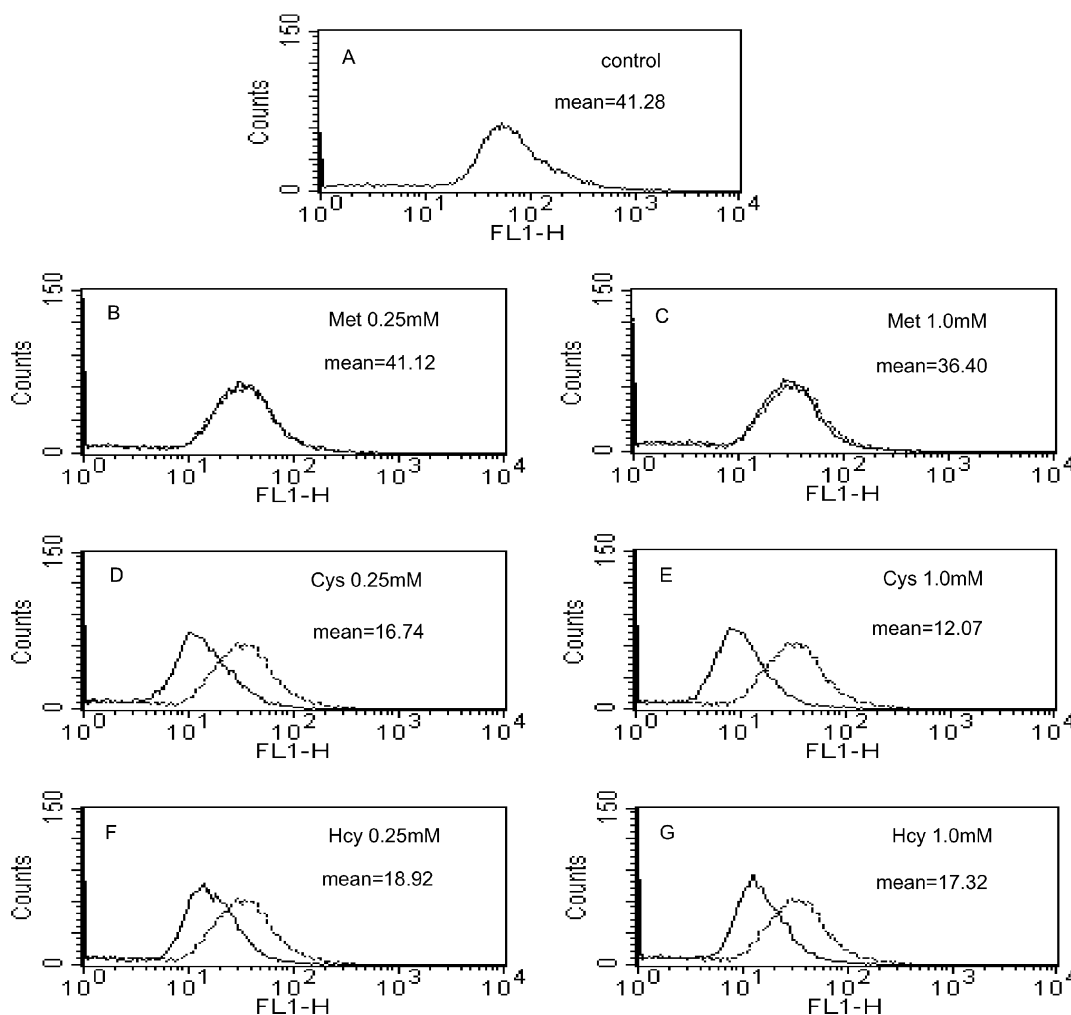 A
control
mean=41.28
150
Counts
0
10^0 10^1 10^2 10^3 10^4
FL1-H
B
Met 0.25mM
mean=41.12
150
Counts
0
10^0 10^1 10^2 10^3 10^4
FL1-H
C
Met 1.0mM
mean=36.40
150
Counts
0
10^0 10^1 10^2 10^3 10^4
FL1-H
D
Cys 0.25mM
mean=16.74
150
Counts
0
10^0 10^1 10^2 10^3 10^4
FL1-H
E
Cys 1.0mM
mean=12.07
150
Counts
0
10^0 10^1 10^2 10^3 10^4
FL1-H
F
Hcy 0.25mM
mean=18.92
150
Counts
0
10^0 10^1 10^2 10^3 10^4
FL1-H
G
Hcy 1.0mM
mean=17.32
150
Counts
0
10^0 10^1 10^2 10^3 10^4
FL1-H